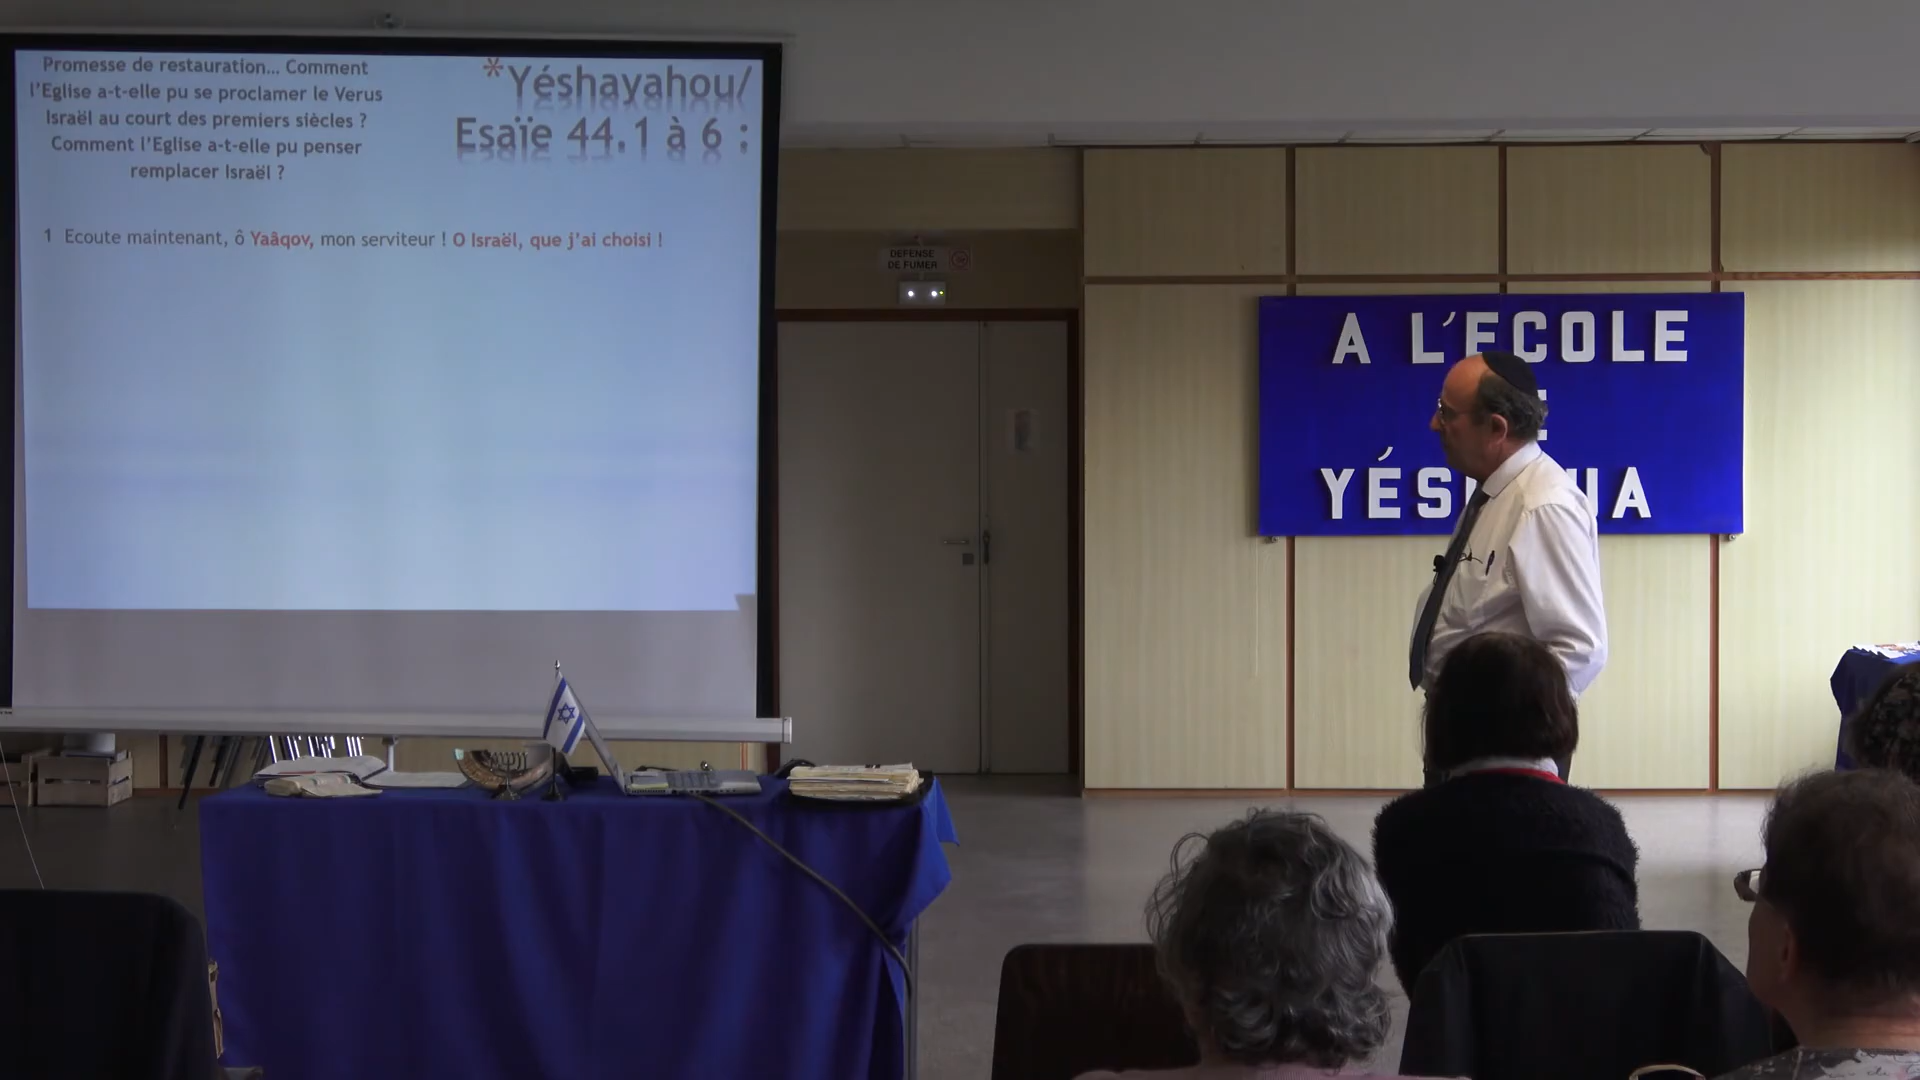 Promesse de restauration... Comment
l'Eglise a-t-elle pu se proclamer le Verus
Israël au court des premiers siècles ?
Comment l'Eglise a-t-elle pu penser
remplacer Israël ?
*Yéshayahou/
Esaïe 44.1 à 6 :
1 Ecoute maintenant, ô Yaâqov, mon serviteur ! O Israël, que j'ai choisi !
DEFENSE
DE FUMER
A L'ECOLE
E
YÉS UA